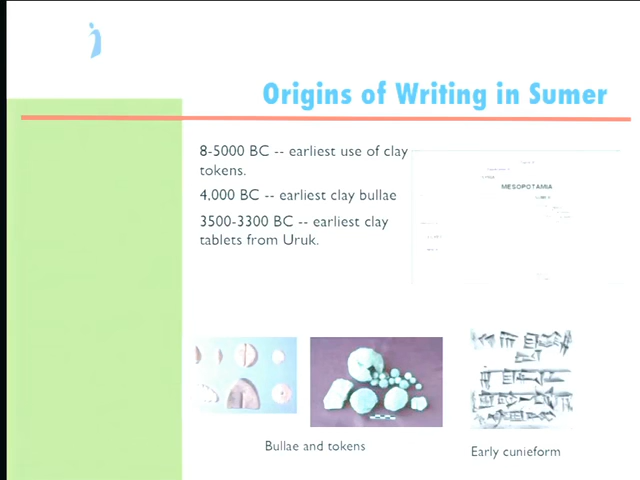 Origins of Writing in Sumer
8-5000 BC -- earliest use of clay
tokens.
4,000 BC -- earliest clay bullae
3500-3300 BC -- earliest clay
tablets from Uruk.
MESOPOTAMIA
Bullae and tokens
Early cunieform